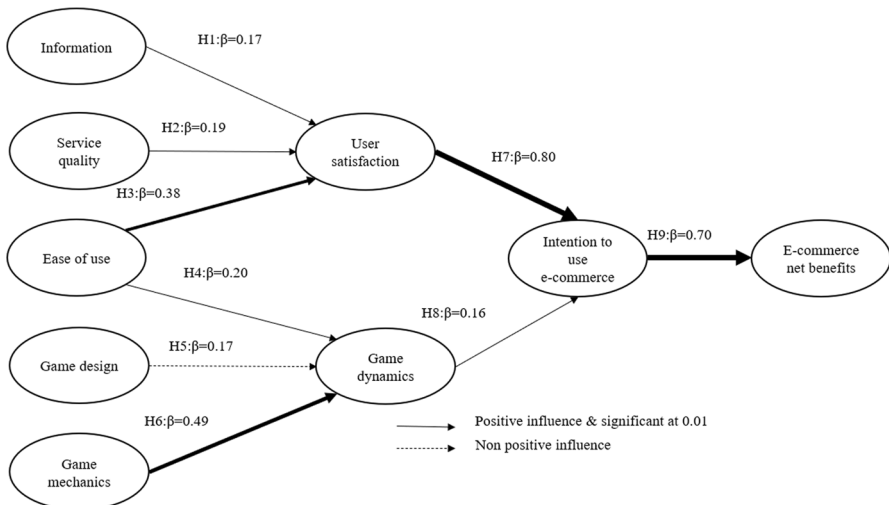 Information
H1:β=0.17
Service
quality
H2:β=0.19
User
satisfaction
H7:β=0.80
H3:β=0.38
Ease of use
H4:β=0.20
Intention to
use
e-commerce
H9:β=0.70
E-commerce
net benefits
H8:β=0.16
Game design
H5:β=0.17
Game
dynamics
H6:β=0.49
Game
mechanics
Positive influence & significant at 0.01
Non positive influence